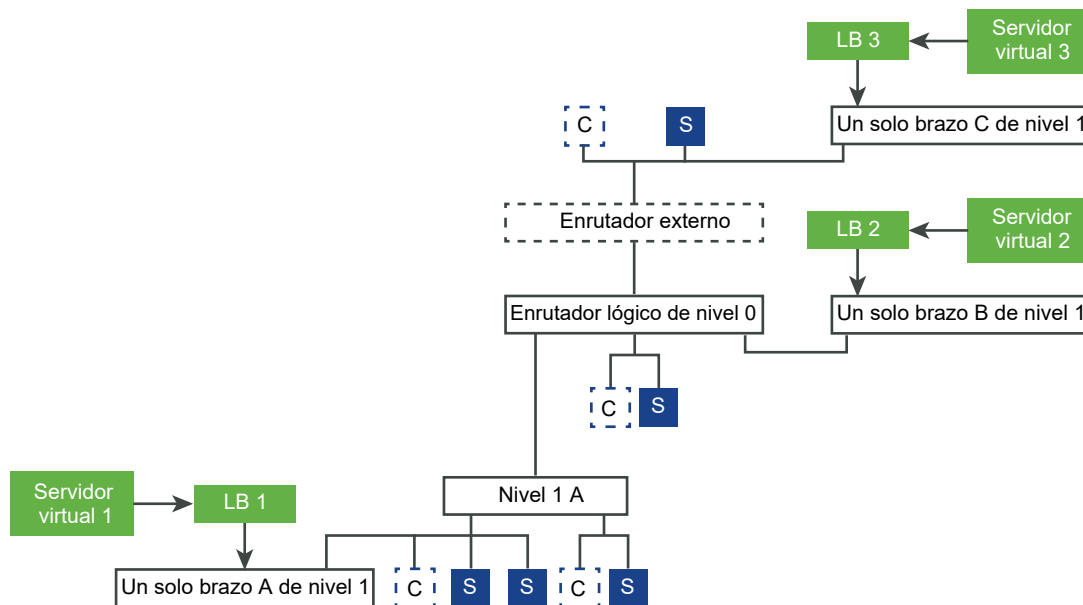 LB 3
Servidor
virtual 3
C
S
Un solo brazo C de nivel 1
Enrutador externo
LB 2
Servidor
virtual 2
Enrutador lógico de nivel 0
Un solo brazo B de nivel 1
C
S
Servidor
virtual 1
LB 1
Nivel 1 A
Un solo brazo A de nivel 1
C
S
S
C
S